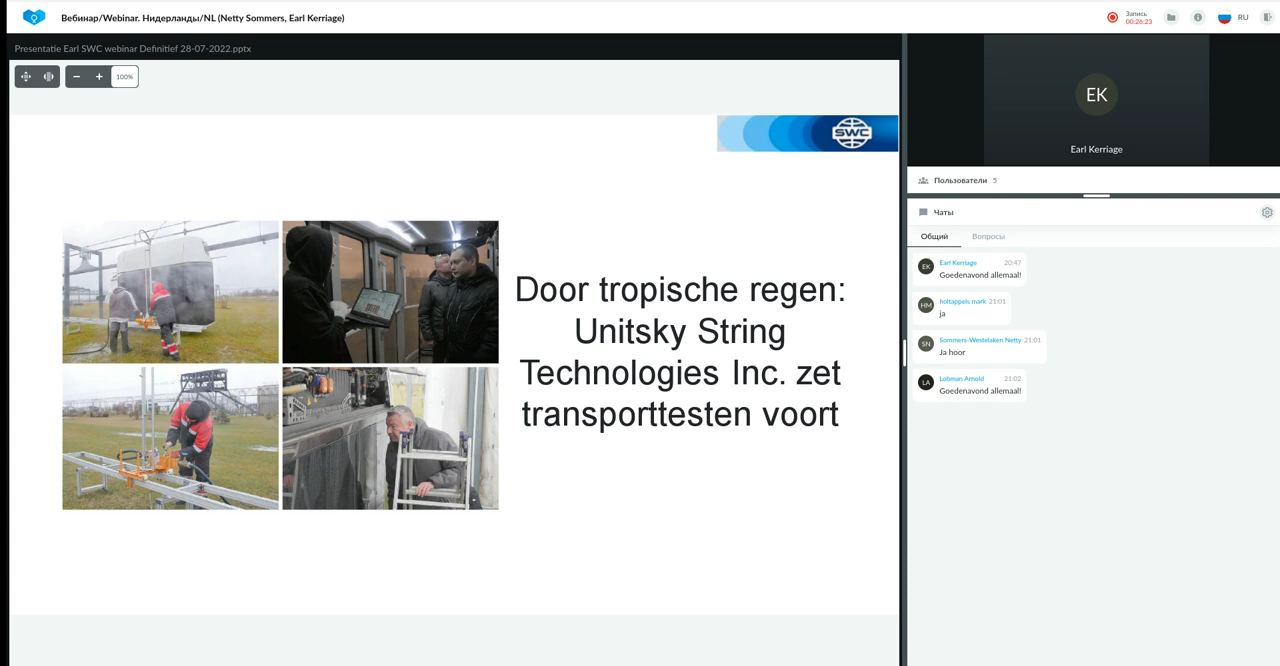 Вебинар/Webinar. Нидерланды/NL (Netty Sommers, Earl Kerriage)
Запись
00:26:23
RU
Presentatie Earl SWC webinar Definitief 28-07-2022.pptx
100%
SWC
Door tropische regen:
Unitsky String
Technologies Inc. zet
transporttesten voort
EK
Earl Kerriage
Пользователи 5
Чаты
Общий Вопросы
EK
Earl Kerriage 20:47
Goedenavond allemaal!
HM
holtappels mark 21:01
ja
SN
Sommers-Westelaken Netty 21:01
Ja hoor
LA
Lobman Arnold 21:02
Goedenavond allemaal!